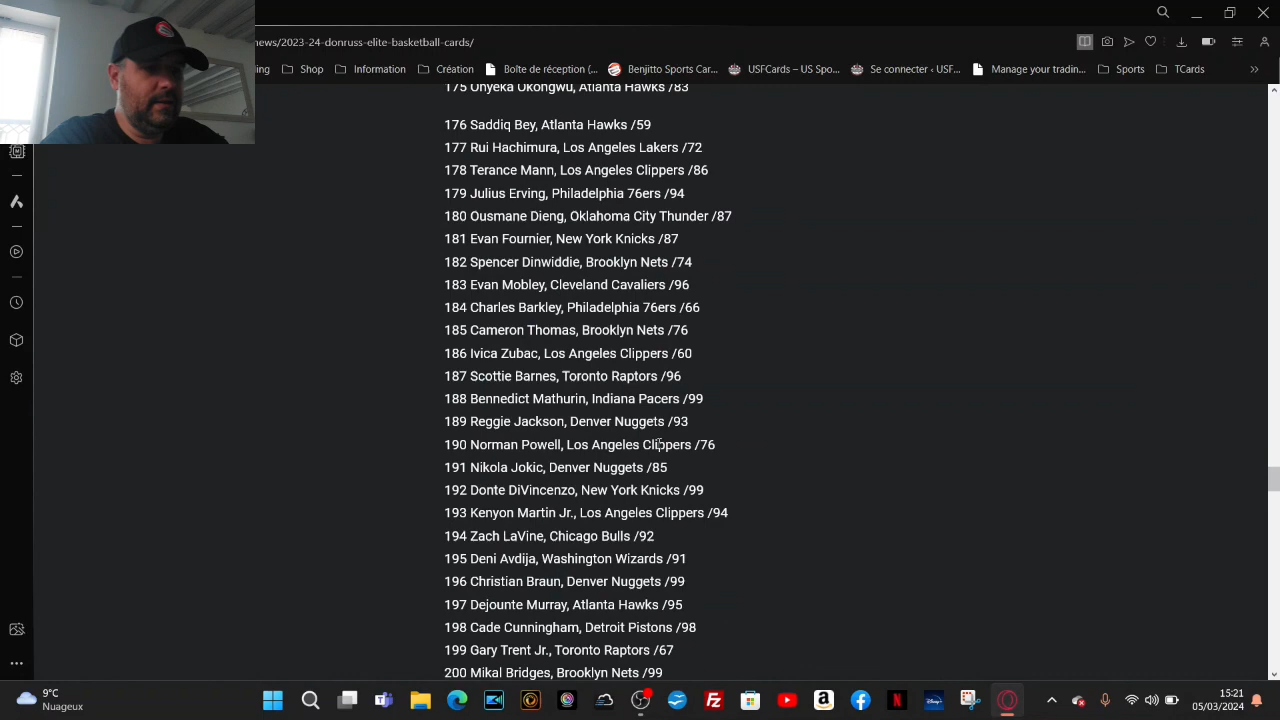 news/2023-24-donruss-elite-basketball-cards/
ing Shop Information Création Boîte de réception (... Benjitto Sports Car... USFCards – US Spo... Se connecter ‹ USF... Manage your tradin... Sports TCards
175 Onyeka Okongwu, Atlanta Hawks /83
176 Saddiq Bey, Atlanta Hawks /59
177 Rui Hachimura, Los Angeles Lakers /72
178 Terance Mann, Los Angeles Clippers /86
179 Julius Erving, Philadelphia 76ers /94
180 Ousmane Dieng, Oklahoma City Thunder /87
181 Evan Fournier, New York Knicks /87
182 Spencer Dinwiddie, Brooklyn Nets /74
183 Evan Mobley, Cleveland Cavaliers /96
184 Charles Barkley, Philadelphia 76ers /66
185 Cameron Thomas, Brooklyn Nets /76
186 Ivica Zubac, Los Angeles Clippers /60
187 Scottie Barnes, Toronto Raptors /96
188 Bennedict Mathurin, Indiana Pacers /99
189 Reggie Jackson, Denver Nuggets /93
190 Norman Powell, Los Angeles Clippers /76
191 Nikola Jokic, Denver Nuggets /85
192 Donte DiVincenzo, New York Knicks /99
193 Kenyon Martin Jr., Los Angeles Clippers /94
194 Zach LaVine, Chicago Bulls /92
195 Deni Avdija, Washington Wizards /91
196 Christian Braun, Denver Nuggets /99
197 Dejounte Murray, Atlanta Hawks /95
198 Cade Cunningham, Detroit Pistons /98
199 Gary Trent Jr., Toronto Raptors /67
200 Mikal Bridges, Brooklyn Nets /99
9°C
Nuageux
15:21
05/03/2024